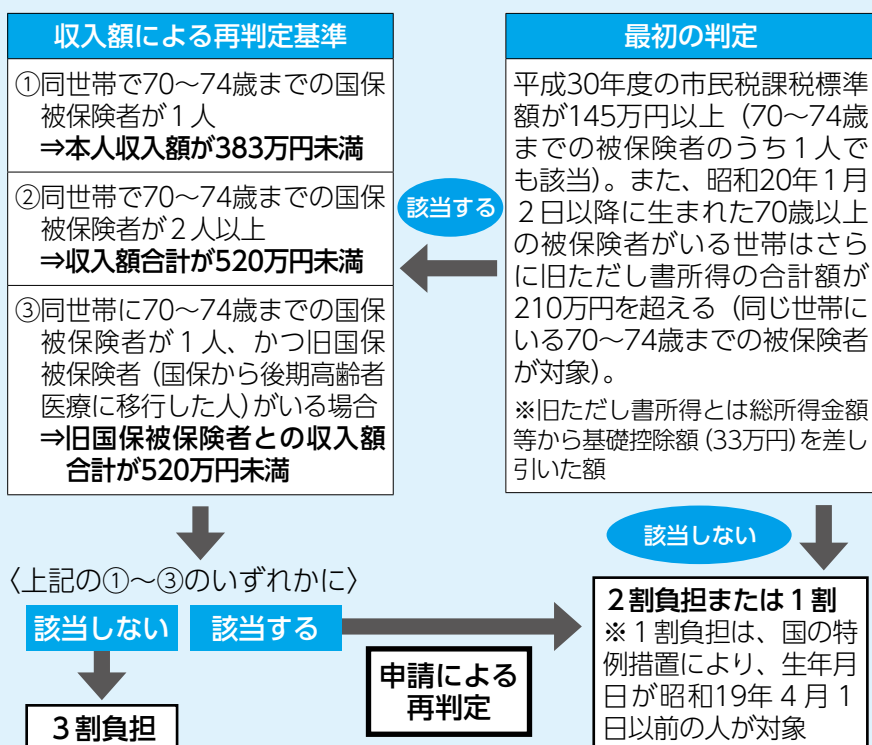 収入額による再判定基準
①同世帯で70～74歳までの国保
被保険者が１人
⇒本人収入額が383万円未満
②同世帯で70～74歳までの国保
被保険者が２人以上
⇒収入額合計が520万円未満
③同世帯に70～74歳までの国保
被保険者が１人、かつ旧国保
被保険者（国保から後期高齢者
医療に移行した人）がいる場合
⇒旧国保被保険者との収入額
合計が520万円未満
該当する
最初の判定
平成30年度の市民税課税標準
額が145万円以上（70～74歳
までの被保険者のうち１人で
も該当）。また、昭和20年１月
２日以降に生まれた70歳以上
の被保険者がいる世帯はさら
に旧ただし書所得の合計額が
210万円を超える（同じ世帯に
いる70～74歳までの被保険者
が対象）。
※旧ただし書所得とは総所得金額
等から基礎控除額（33万円）を差し
引いた額
該当しない
〈上記の①～③のいずれかに〉
該当しない
該当する
３割負担
申請による
再判定
２割負担または１割
※１割負担は、国の特
例措置により、生年月
日が昭和19年４月１
日以前の人が対象